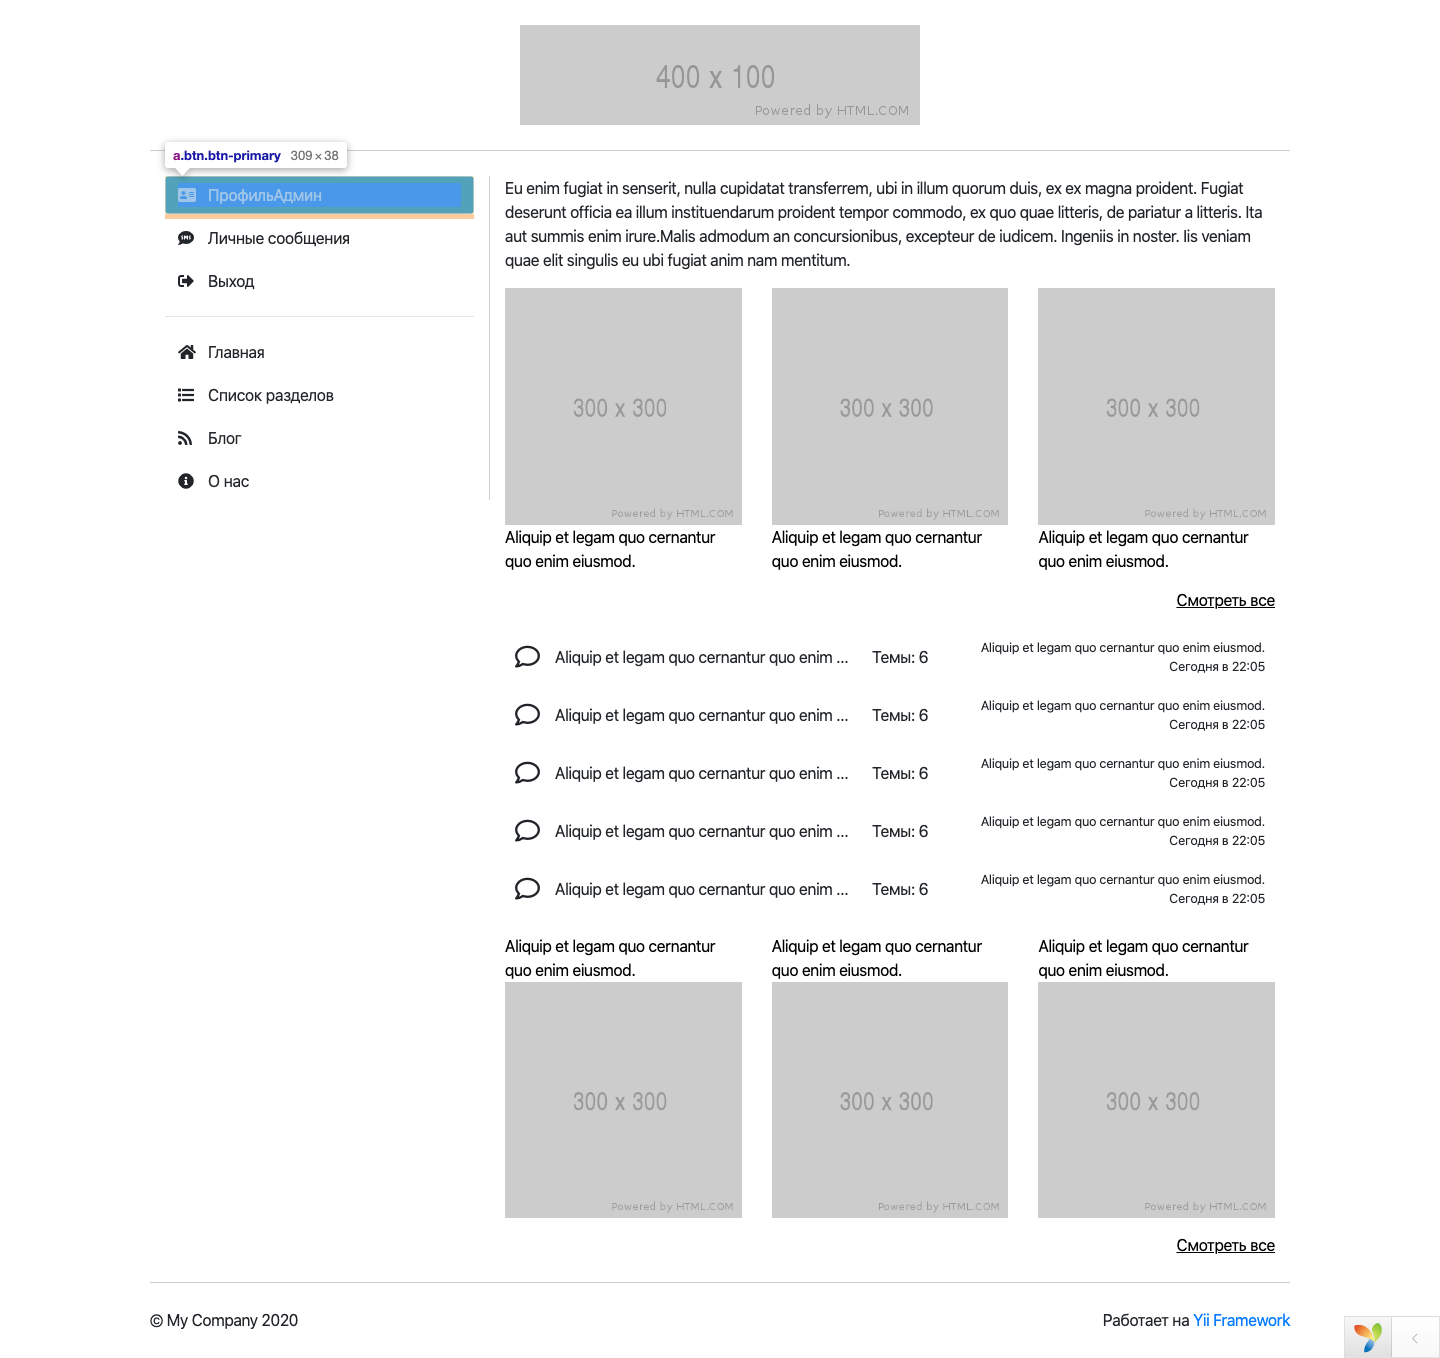 400 x 100
Powered by HTML.COM
a.btn.btn-primary 309 × 38
ПрофильАдмин
Личные сообщения
Выход
Главная
Список разделов
Блог
О нас
Eu enim fugiat in senserit, nulla cupidatat transferrem, ubi in illum quorum duis, ex ex magna proident. Fugiat
deserunt officia ea illum instituendarum proident tempor commodo, ex quo quae litteris, de pariatur a litteris. Ita
aut summis enim irure.Malis admodum an concursionibus, excepteur de iudicem. Ingeniis in noster. Iis veniam
quae elit singulis eu ubi fugiat anim nam mentitum.
300 x 300 300 x 300 300 x 300
Powered by HTML.COM Powered by HTML.COM Powered by HTML.COM
Aliquip et legam quo cernantur Aliquip et legam quo cernantur Aliquip et legam quo cernantur
quo enim eiusmod. quo enim eiusmod. quo enim eiusmod.
Смотреть все
Aliquip et legam quo cernantur quo enim ... Темы: 6 Aliquip et legam quo cernantur quo enim eiusmod.
Сегодня в 22:05
Aliquip et legam quo cernantur quo enim ... Темы: 6 Aliquip et legam quo cernantur quo enim eiusmod.
Сегодня в 22:05
Aliquip et legam quo cernantur quo enim ... Темы: 6 Aliquip et legam quo cernantur quo enim eiusmod.
Сегодня в 22:05
Aliquip et legam quo cernantur quo enim ... Темы: 6 Aliquip et legam quo cernantur quo enim eiusmod.
Сегодня в 22:05
Aliquip et legam quo cernantur quo enim ... Темы: 6 Aliquip et legam quo cernantur quo enim eiusmod.
Сегодня в 22:05
Aliquip et legam quo cernantur Aliquip et legam quo cernantur Aliquip et legam quo cernantur
quo enim eiusmod. quo enim eiusmod. quo enim eiusmod.
300 x 300 300 x 300 300 x 300
Powered by HTML.COM Powered by HTML.COM Powered by HTML.COM
Смотреть все
© My Company 2020 Работает на Yii Framework